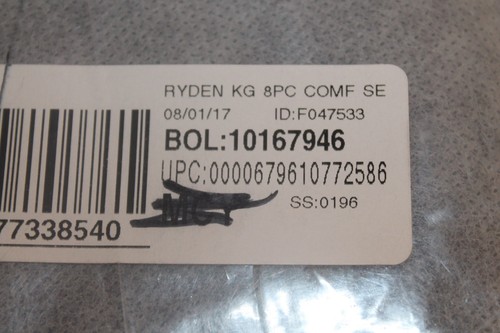 RYDEN KG 8PC COMF SE
08/01/17 ID:F047533
BOL:10167946
UPC:0000679610772586
SS:0196
77338540